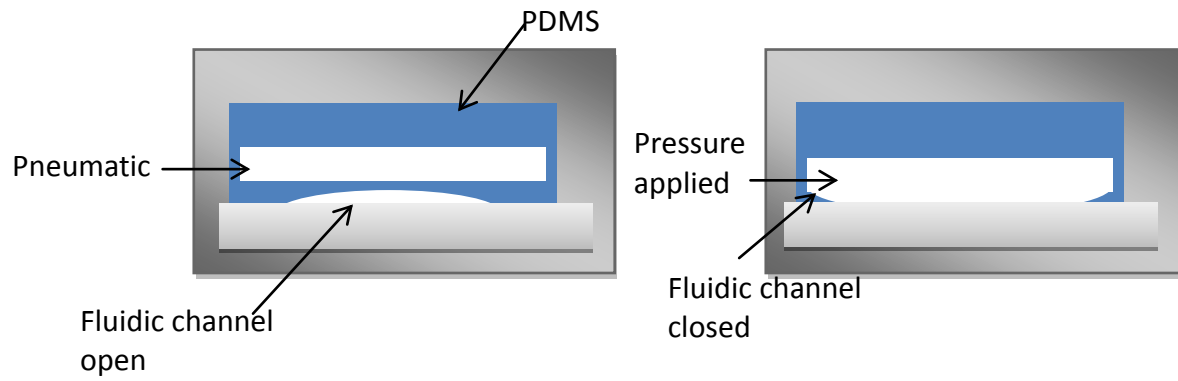 PDMS
Pneumatic
Fluidic channel
open
Pressure
applied
Fluidic channel
closed